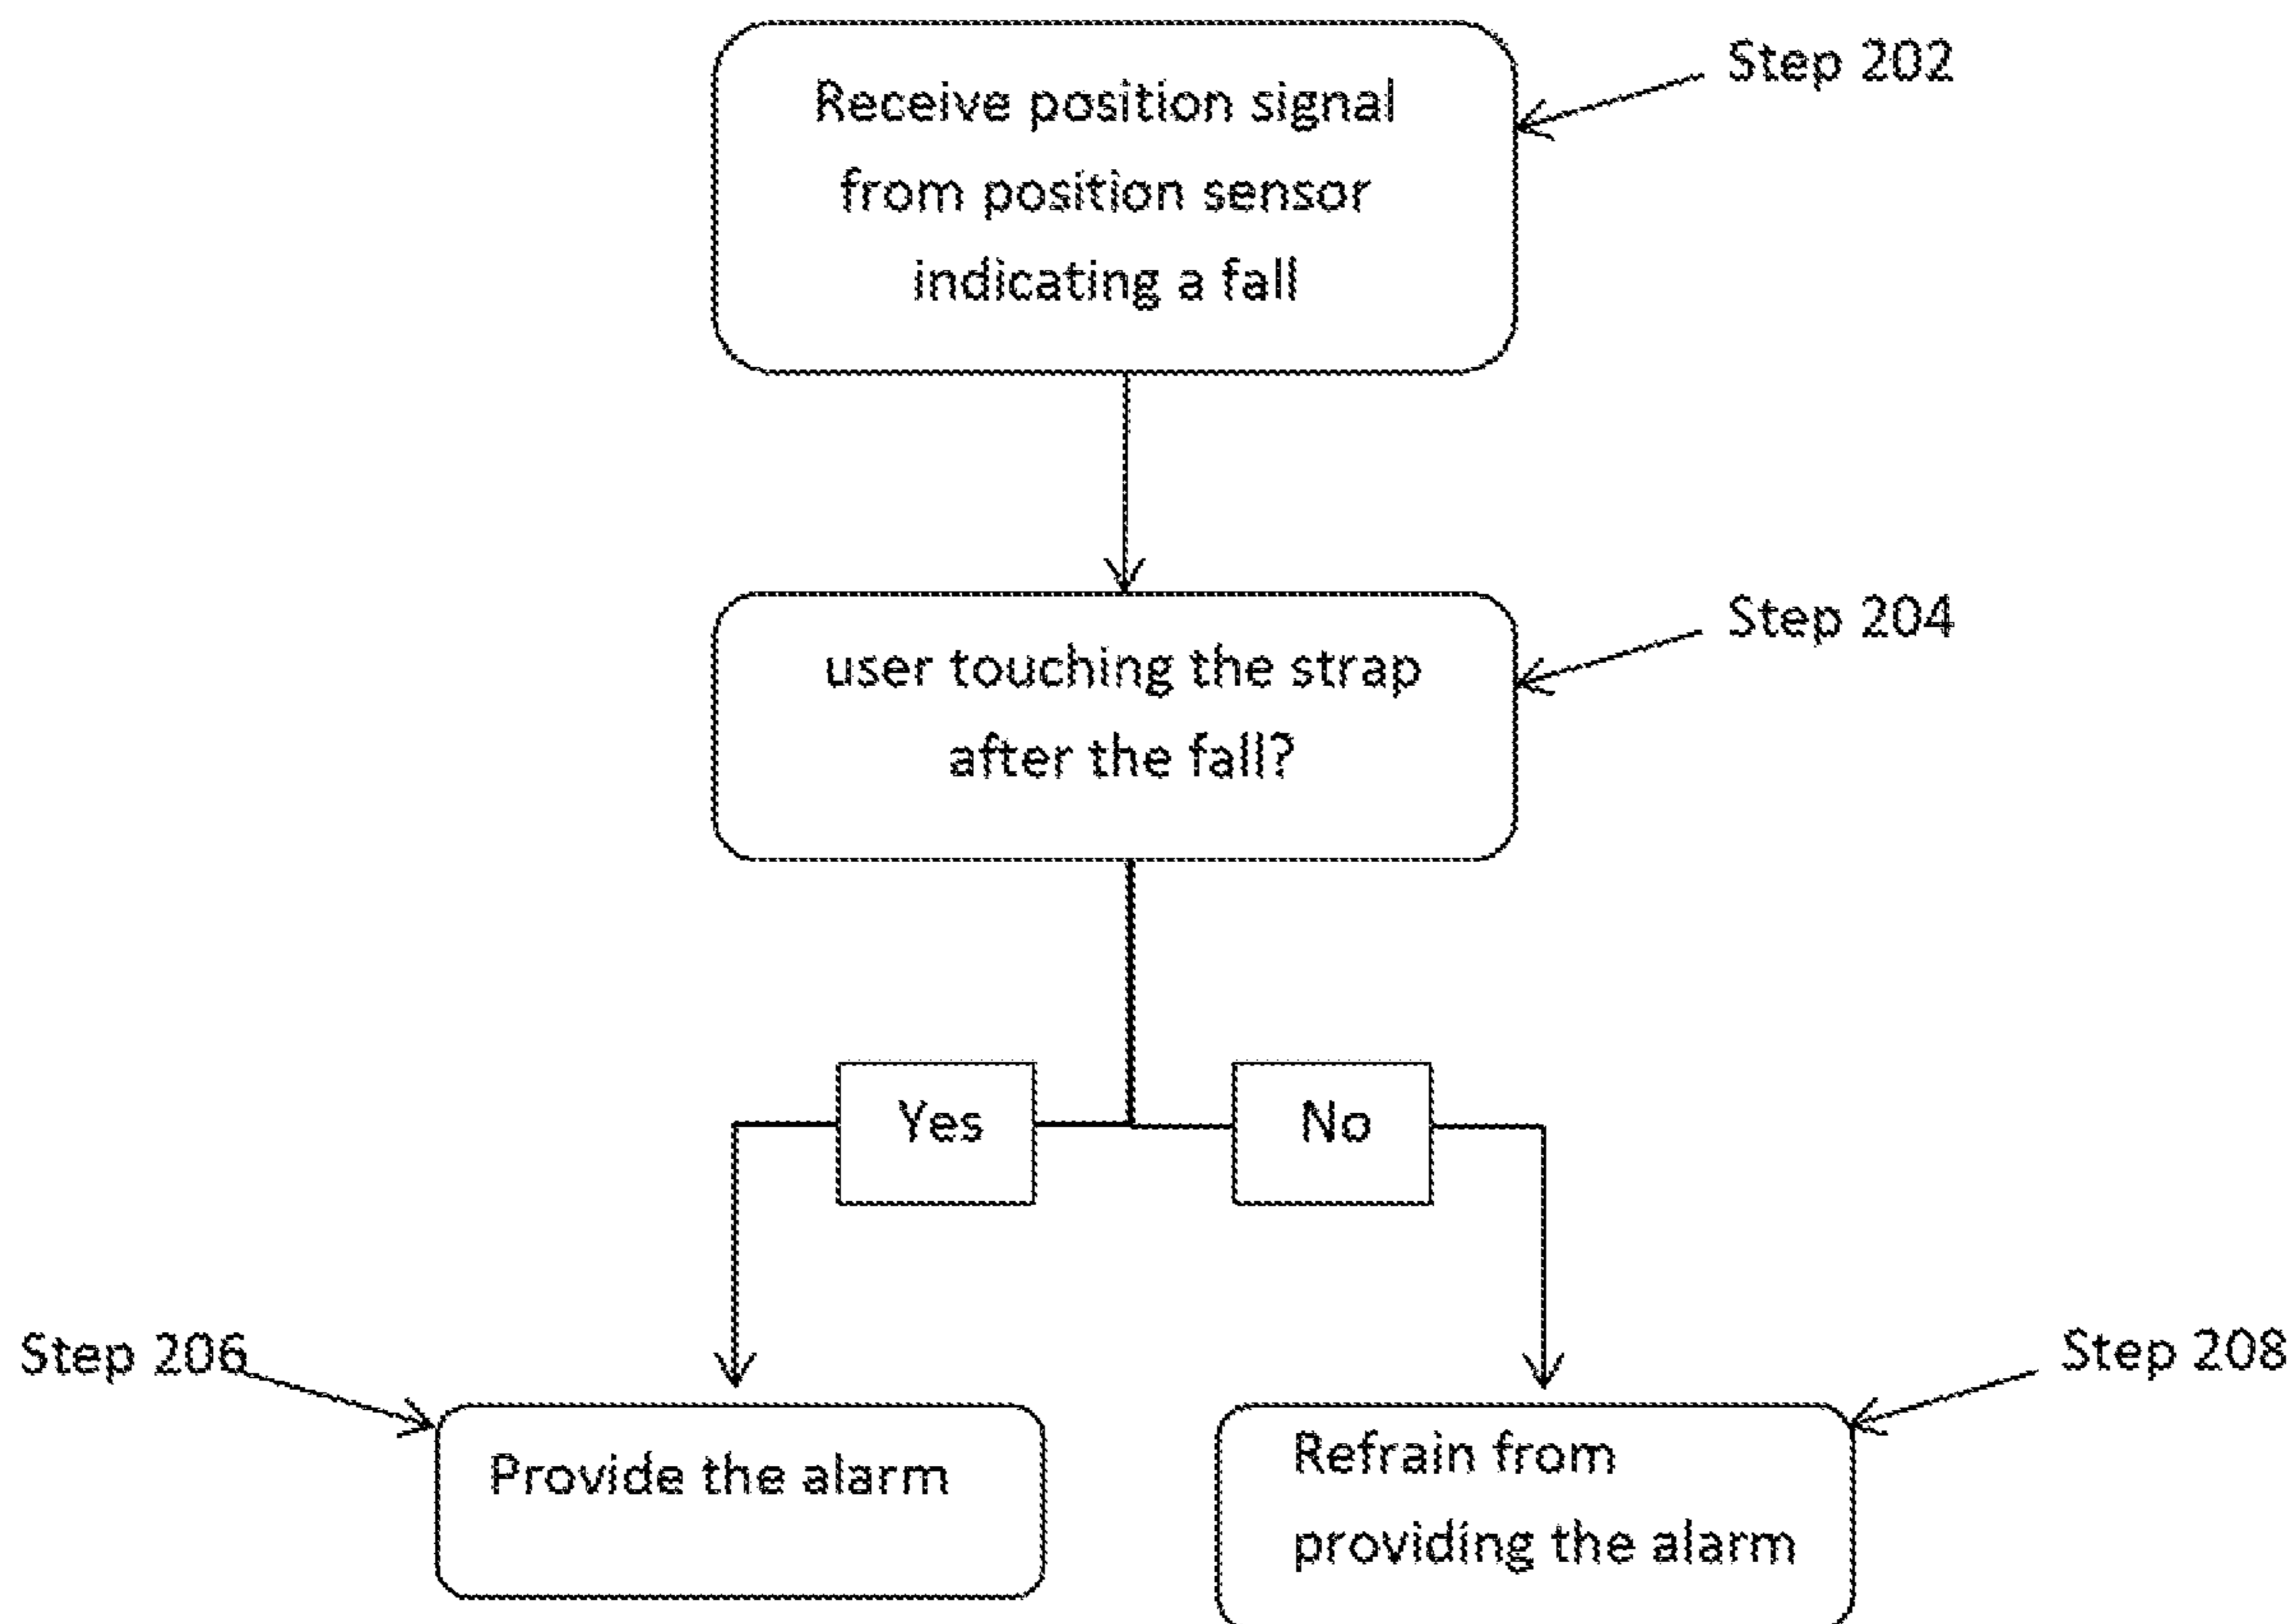 Receive position signal
from position sensor
indicating a fall
Step 202
user touching the strap
after the fall?
Step 204
Yes
No
Step 206
Provide the alarm
Step 208
Refrain from
providing the alarm